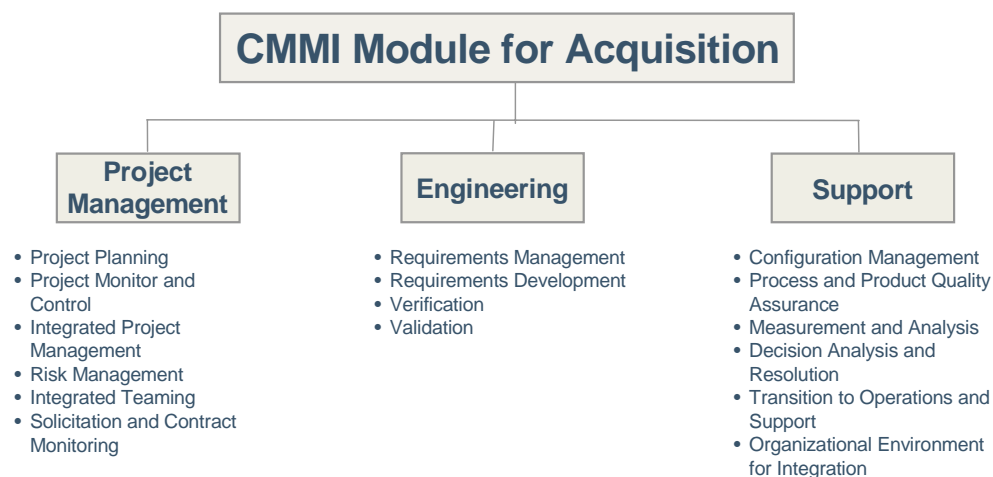 CMMI Module for Acquisition
Project
Management
Engineering
Support
• Project Planning
• Project Monitor and
Control
• Integrated Project
Management
• Risk Management
• Integrated Teaming
• Solicitation and Contract
Monitoring
• Requirements Management
• Requirements Development
• Verification
• Validation
• Configuration Management
• Process and Product Quality
Assurance
• Measurement and Analysis
• Decision Analysis and
Resolution
• Transition to Operations and
Support
• Organizational Environment
for Integration